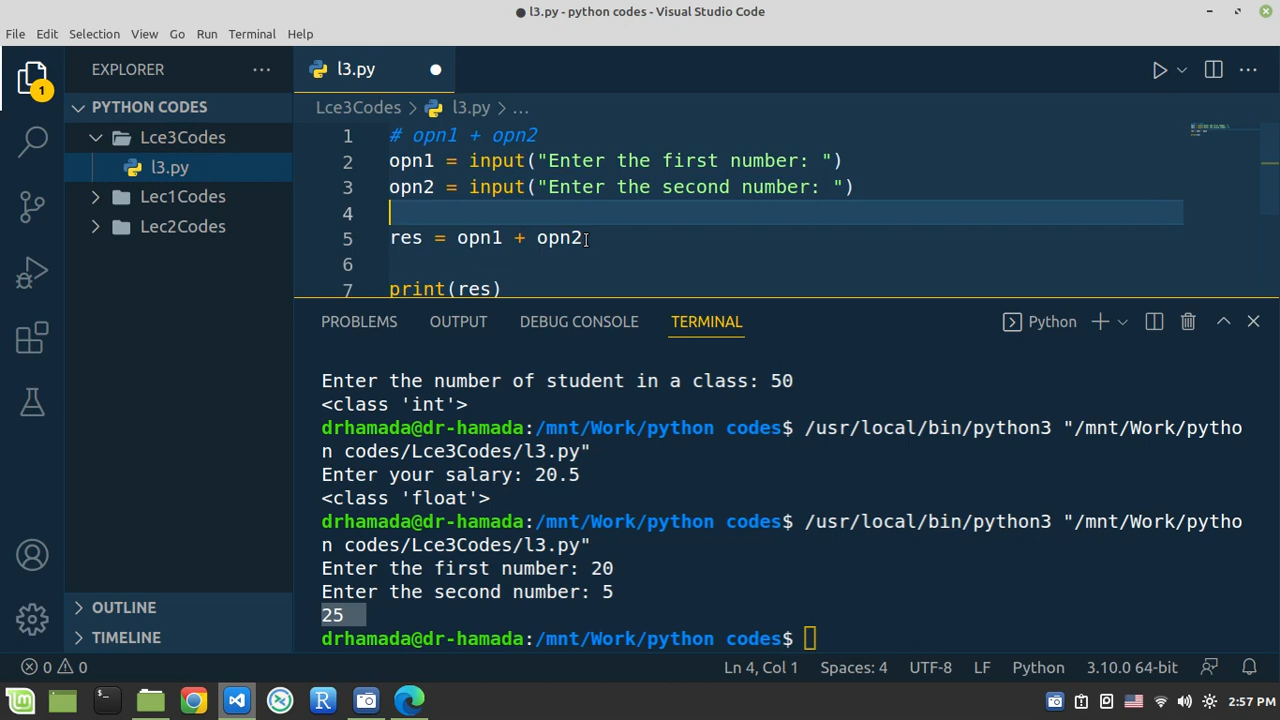 ● l3.py - python codes - Visual Studio Code
File Edit Selection View Go Run Terminal Help
EXPLORER ...
l3.py ●
PYTHON CODES
Lce3Codes > l3.py > ...
Lce3Codes
l3.py
Lec1Codes
Lec2Codes
1 # opn1 + opn2
2 opn1 = input("Enter the first number: ")
3 opn2 = input("Enter the second number: ")
4
5 res = opn1 + opn2
6
7 print(res)
1
PROBLEMS OUTPUT DEBUG CONSOLE TERMINAL
Python
Enter the number of student in a class: 50
<class 'int'>
drhamada@dr-hamada:/mnt/Work/python codes$ /usr/local/bin/python3 "/mnt/Work/pytho
n codes/Lce3Codes/l3.py"
Enter your salary: 20.5
<class 'float'>
drhamada@dr-hamada:/mnt/Work/python codes$ /usr/local/bin/python3 "/mnt/Work/pytho
n codes/Lce3Codes/l3.py"
Enter the first number: 20
Enter the second number: 5
25
drhamada@dr-hamada:/mnt/Work/python codes$
OUTLINE
TIMELINE
0 0
Ln 4, Col 1 Spaces: 4 UTF-8 LF Python 3.10.0 64-bit
R
2:57 PM